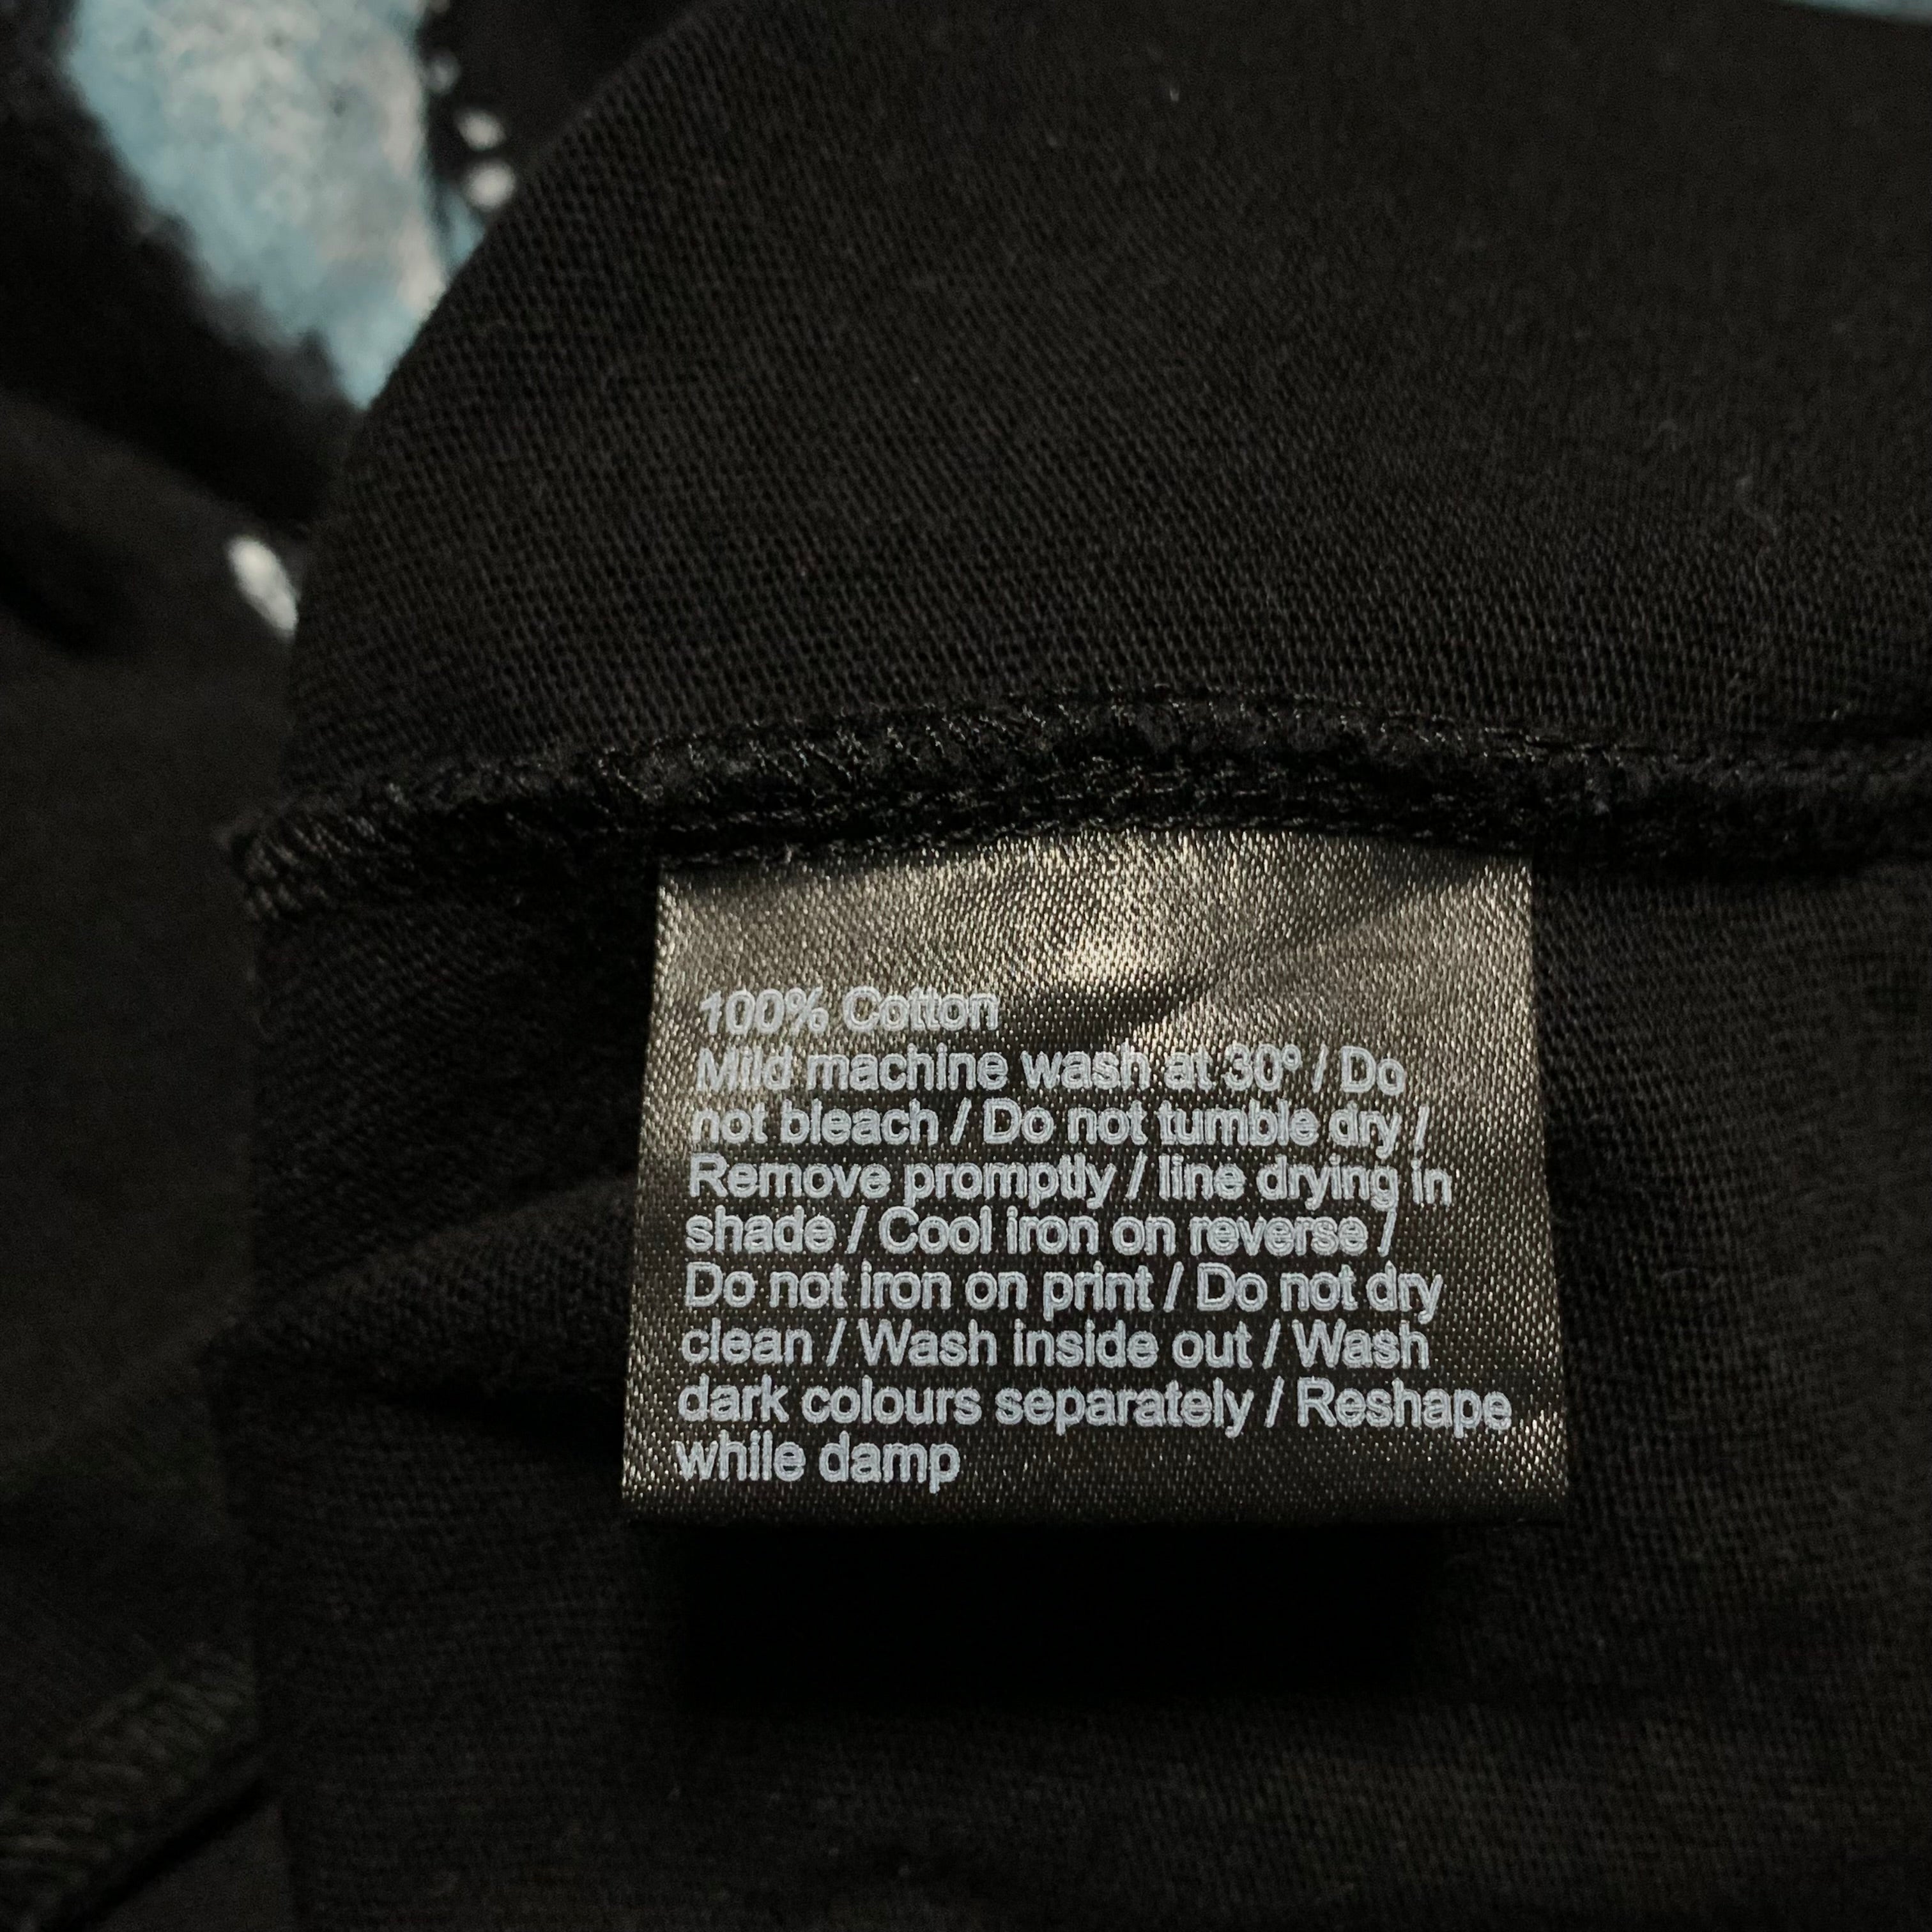 100% Cotton
Mild machine wash at 30° / Do
not bleach / Do not tumble dry /
Remove promptly / line drying in
shade / Cool iron on reverse /
Do not iron on print / Do not dry
clean / Wash inside out / Wash
dark colours separately / Reshape
while damp